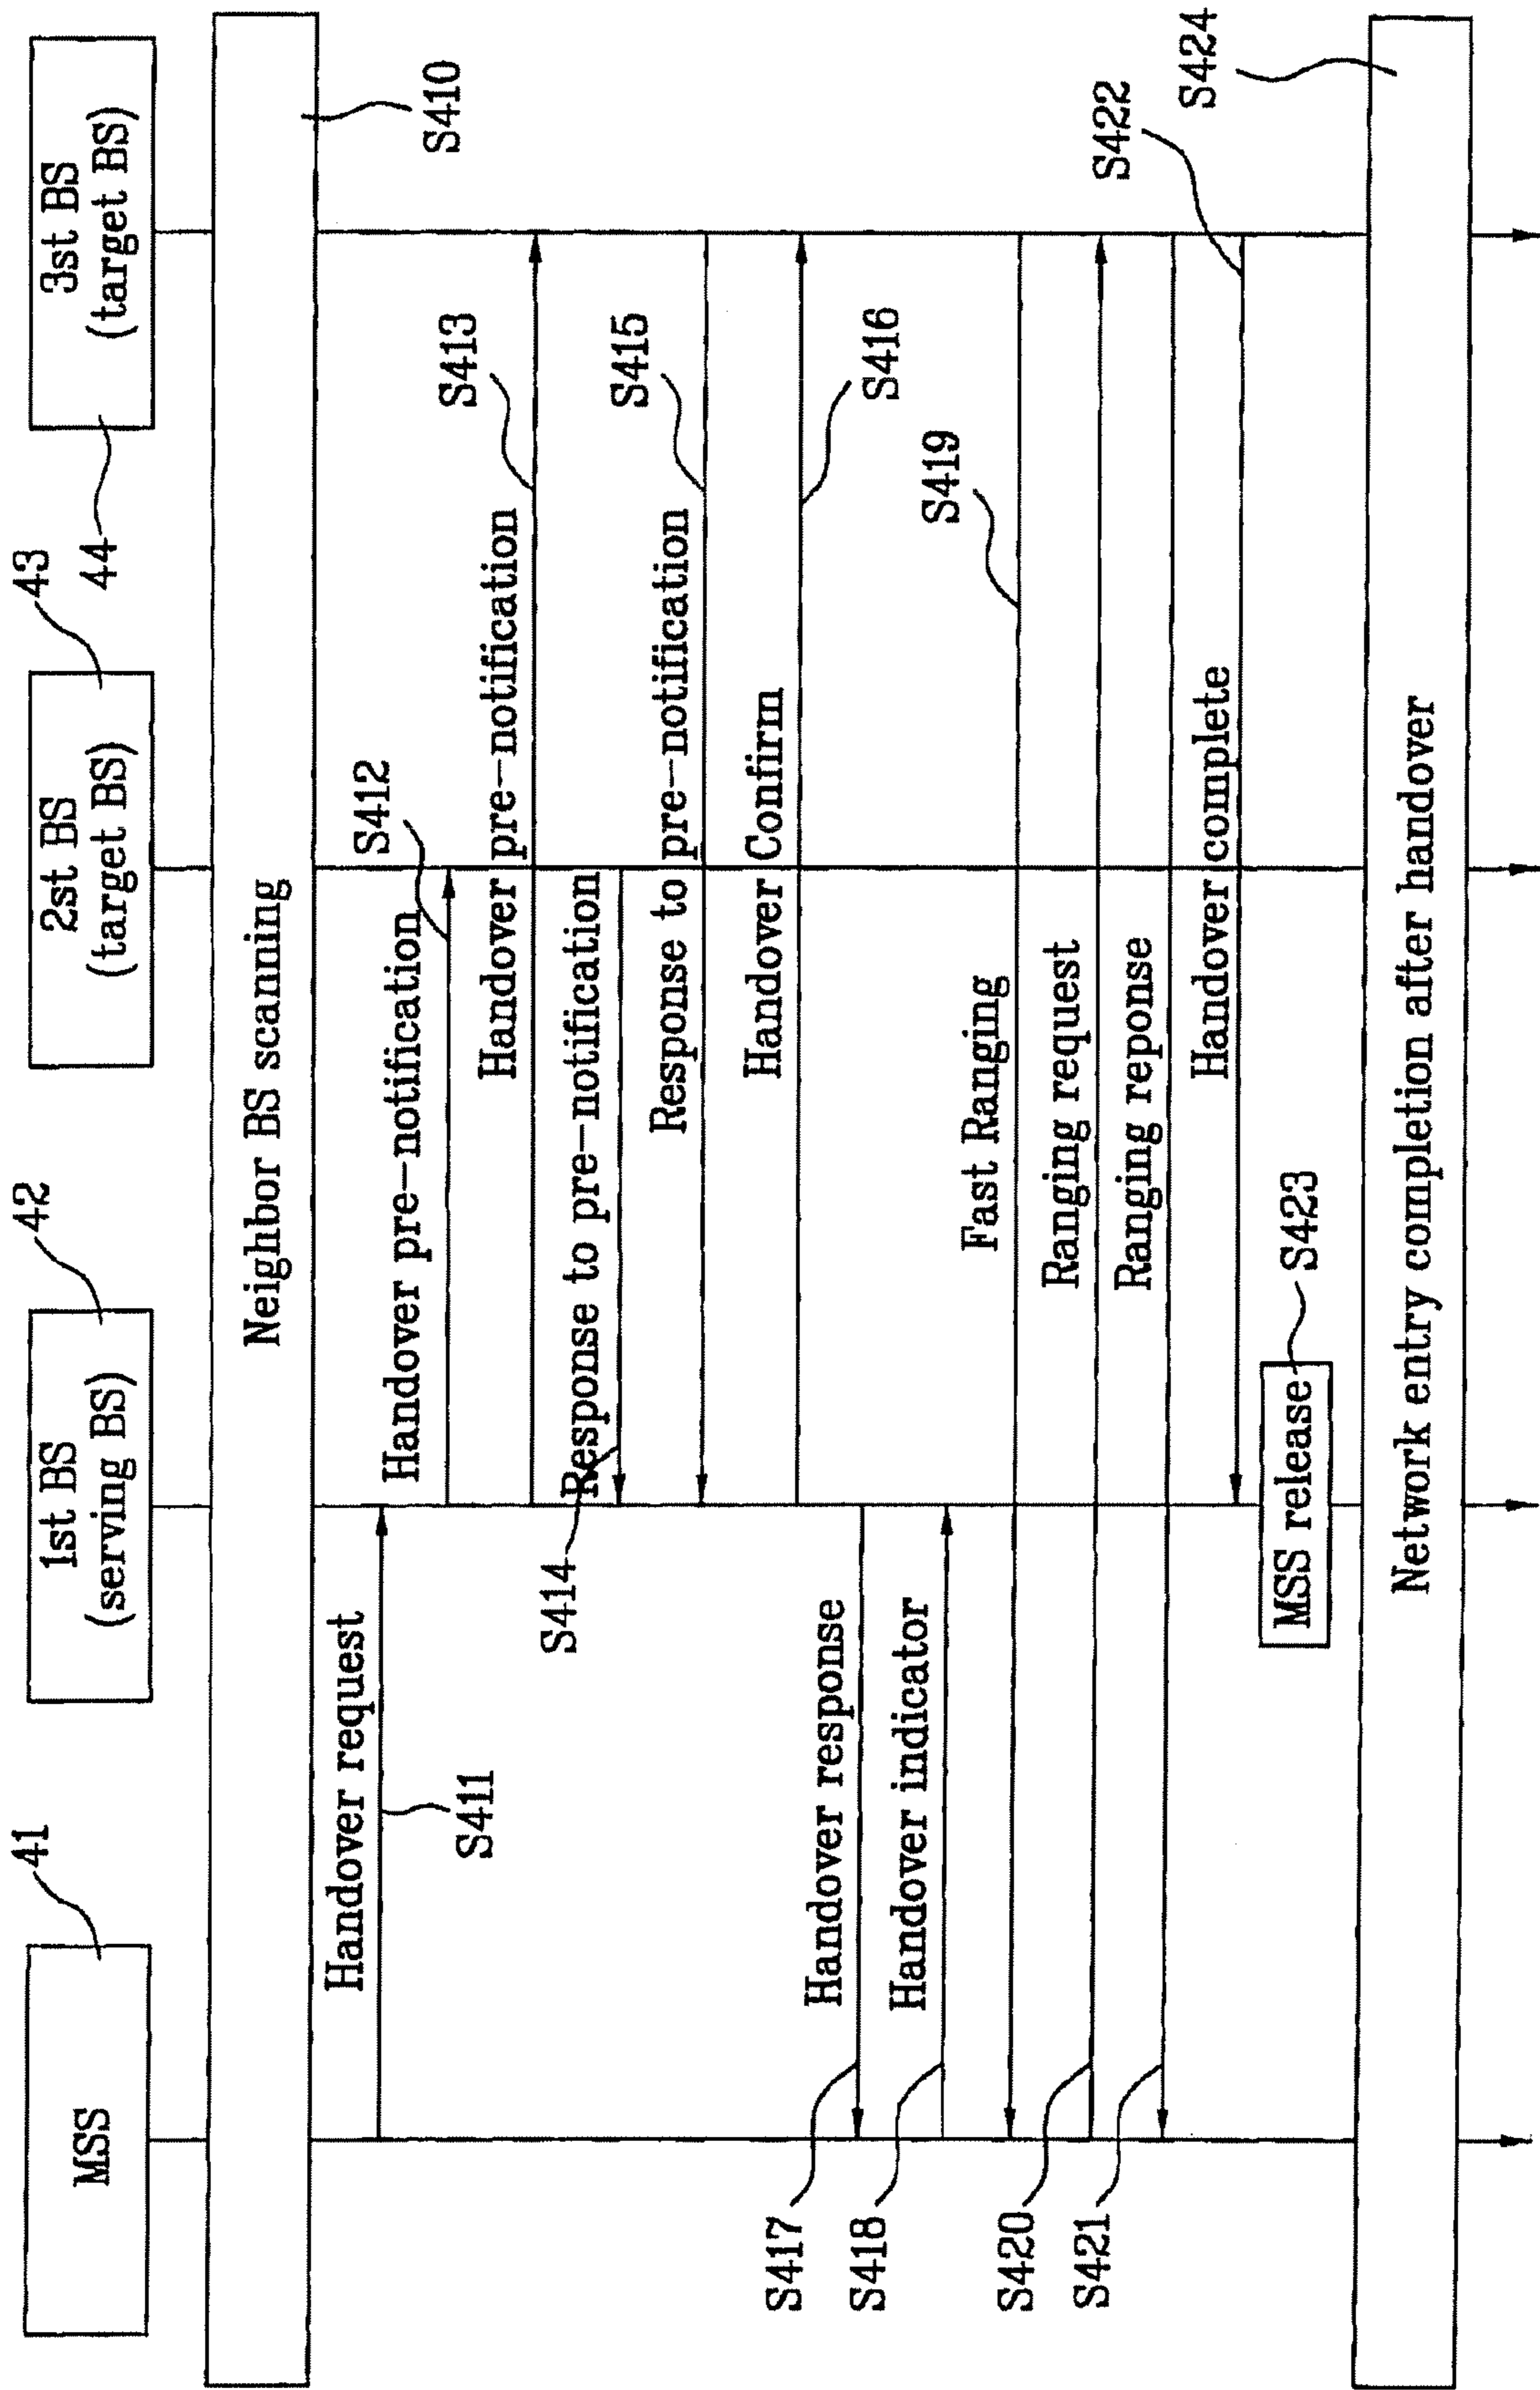 41
42
43
44
MSS
1st BS
(serving BS)
2st BS
(target BS)
3st BS
(target BS)
Neighbor BS scanning
S410
Handover request
S411
Handover pre-notification
S412
Handover pre-notification
S413
Response to pre-notification
S414
Response to pre-notification
S415
Handover Confirm
S416
Handover response
S417
Handover indicator
S418
Fast Ranging
S419
Ranging request
S420
Ranging reponse
S421
Handover complete
S422
MSS release
S423
Network entry completion after handover
S424